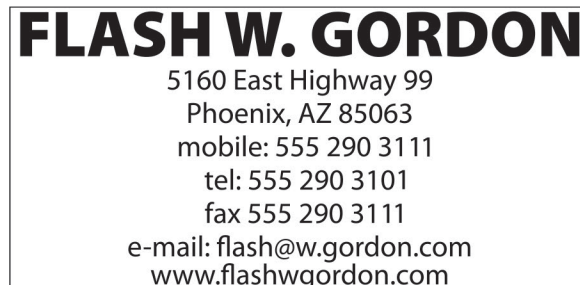 FLASH W. GORDON
5160 East Highway 99
Phoenix, AZ 85063
mobile: 555 290 3111
tel: 555 290 3101
fax 555 290 3111
e-mail: flash@w.gordon.com
www.flashwgordon.com